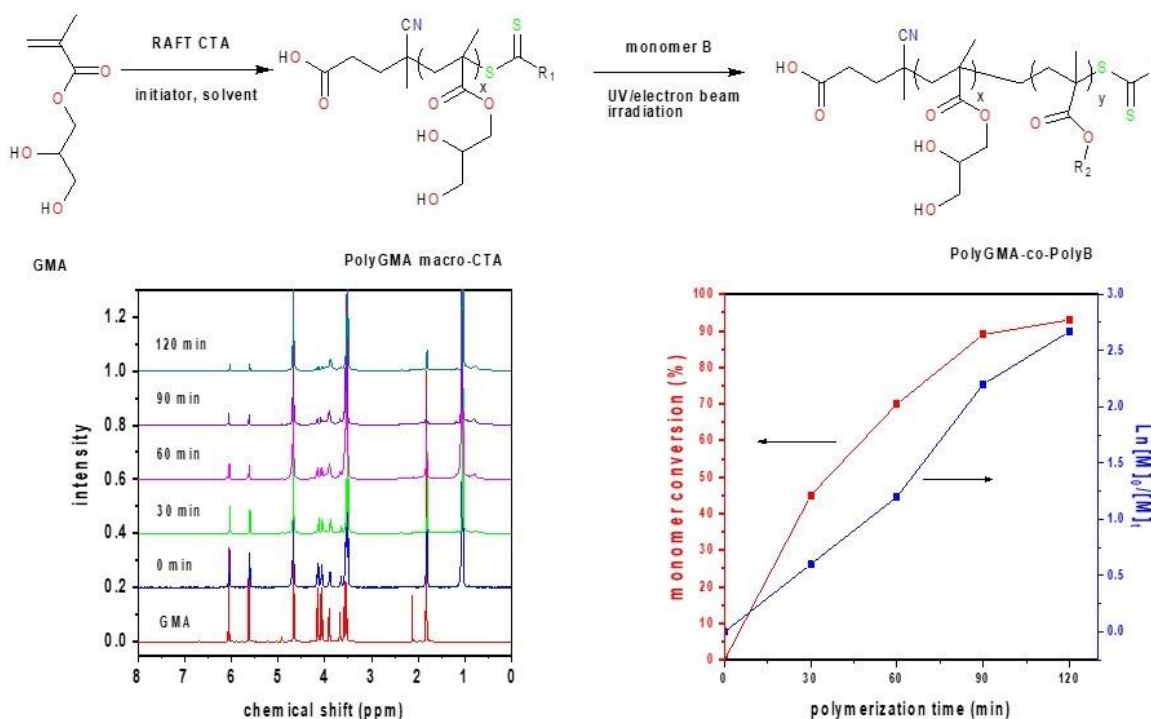 RAFT CTA
initiator, solvent
O
O
HO
HO
HO
O
CN
S
S
R1
x
O
O
HO
HO
monomer B
UV/electron beam
irradiation
HO
O
CN
x
O
O
HO
HO
y
S
S
O
O
R2
GMA
PolyGMA macro-CTA
PolyGMA-co-PolyB
intensity
1.2
1.0
0.8
0.6
0.4
0.2
0.0
120 min
90 min
60 min
30 min
0 min
GMA
8 7 6 5 4 3 2 1 0
chemical shift (ppm)
monomer conversion (%)
100
90
80
70
60
50
40
30
20
10
0
3.0
2.5
2.0
1.5
1.0
0.5
0.0
Ln[M]0/[M]t
0 30 60 90 120
polymerization time (min)